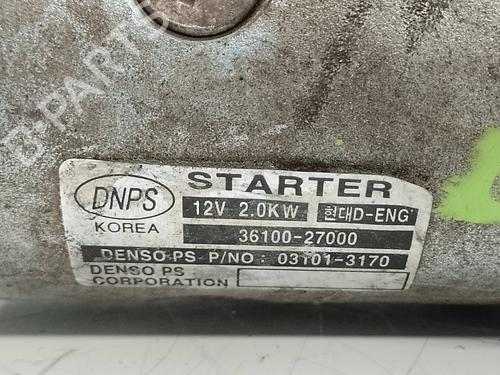 B-PARTS
DNPS
KOREA
STARTER
12V 2.0KW 현대D-ENG'
36100-27000
DENSO PS P/NO : 03101-3170
DENSO PS
CORPORATION